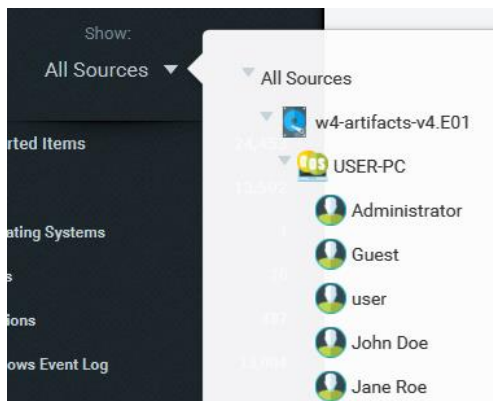 Show:
All Sources
rted Items
ating Systems
s
ions
ows Event Log
All Sources
w4-artifacts-v4.E01
USER-PC
Administrator
Guest
user
John Doe
Jane Roe